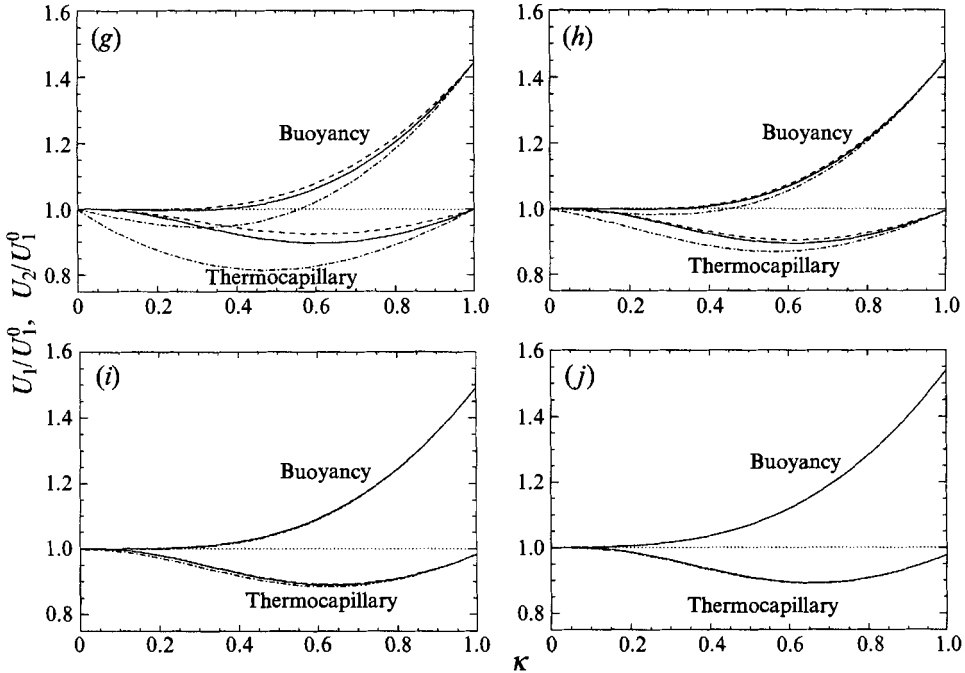 1.6 1.6
(g) (h)
1.4 1.4
1.2 Buoyancy 1.2 Buoyancy
1.0 1.0
0.8 Thermocapillary 0.8 Thermocapillary
0 0.2 0.4 0.6 0.8 1.0 0 0.2 0.4 0.6 0.8 1.0
U₁/U₁⁰, U₂/U₁⁰
1.6 1.6
(i) (j)
1.4 1.4
1.2 Buoyancy 1.2 Buoyancy
1.0 1.0
0.8 Thermocapillary 0.8 Thermocapillary
0 0.2 0.4 0.6 0.8 1.0 0 0.2 0.4 0.6 0.8 1.0
κ